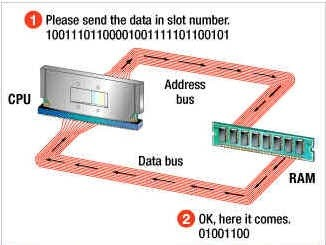 1 Please send the data in slot number.
10011101100001001111101100101
Address
bus
CPU
Data bus
RAM
2 OK, here it comes.
01001100